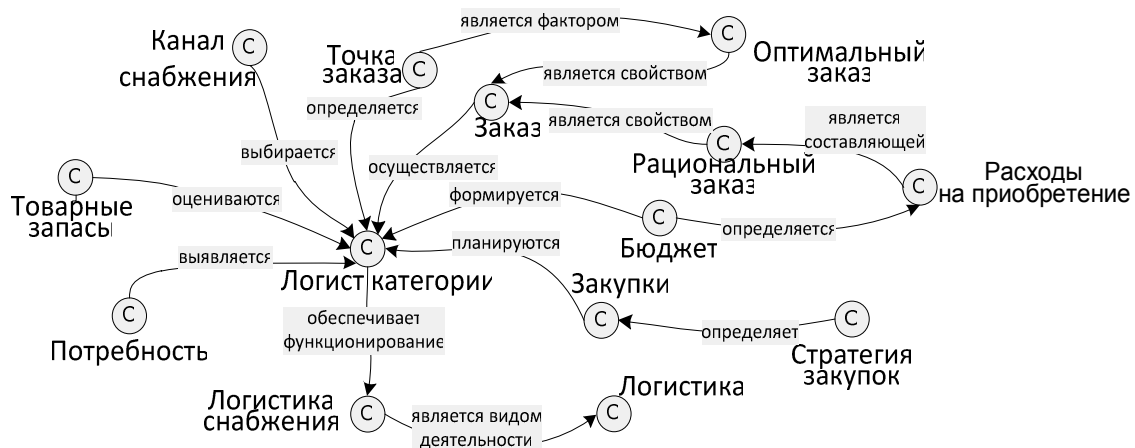 является фактором
Канал
снабжения
С
Точка
заказа
С
С
Оптимальный
заказ
является свойством
определяется
С
Заказ
является свойством
является
составляющей
выбирается
осуществляется
С
Рациональный
заказ
Расходы
на приобретение
С
С
Товарные
запасы
оцениваются
формируется
С
Бюджет
определяется
выявляется
С
Логист категории
планируются
Закупки
С
С
Потребность
обеспечивает
функционирование
определяет
С
Стратегия
закупок
Логистика
снабжения
С
является видом
деятельности
С
Логистика